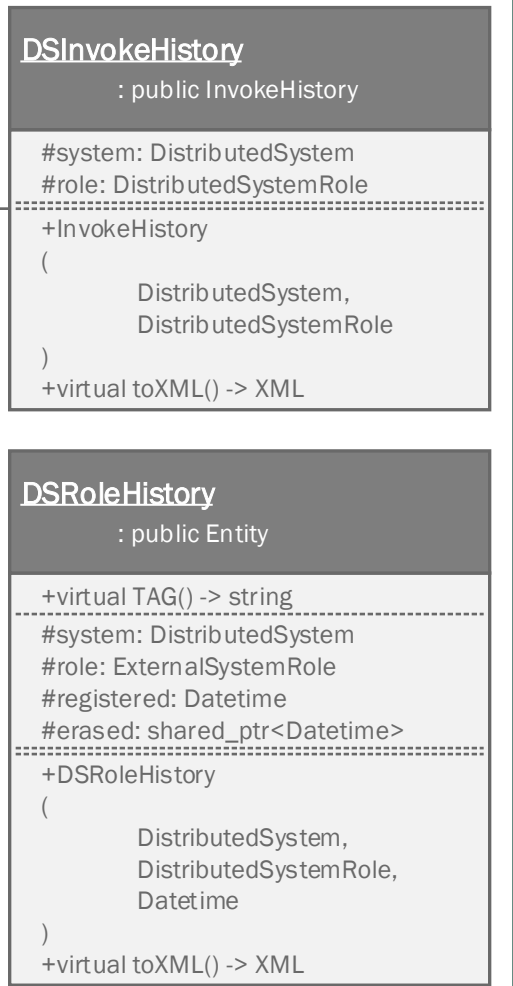 DSInvokeHistory
: public InvokeHistory
#system: DistributedSystem
#role: DistributedSystemRole
+InvokeHistory
(
DistributedSystem,
DistributedSystemRole
)
+virtual toXML() -> XML
DSRoleHistory
: public Entity
+virtual TAG() -> string
#system: DistributedSystem
#role: ExternalSystemRole
#registered: Datetime
#erased: shared_ptr<Datetime>
+DSRoleHistory
(
DistributedSystem,
DistributedSystemRole,
Datetime
)
+virtual toXML() -> XML